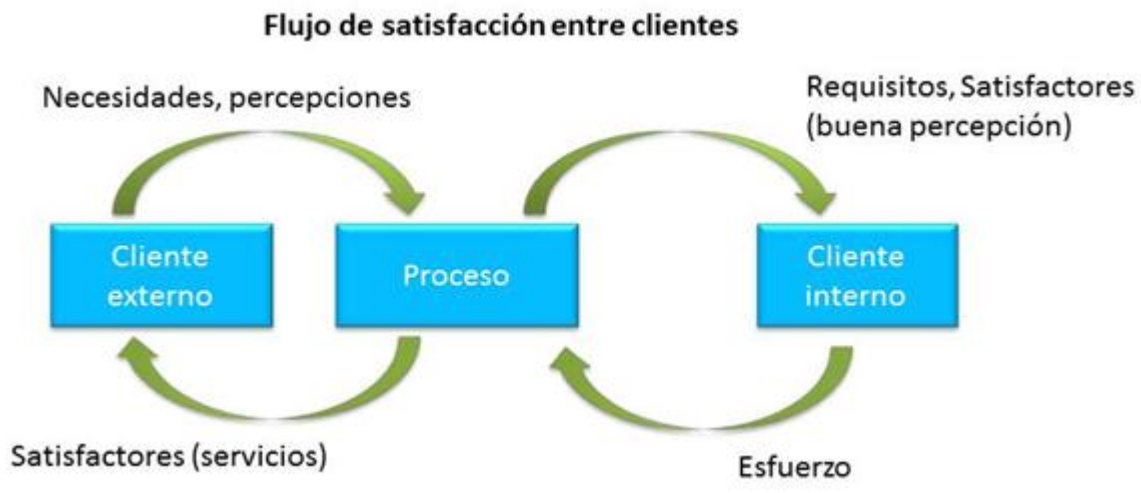 Flujo de satisfacción entre clientes
Necesidades, percepciones
Requisitos, Satisfactores
(buena percepción)
Cliente
externo
Proceso
Cliente
interno
Satisfactores (servicios)
Esfuerzo